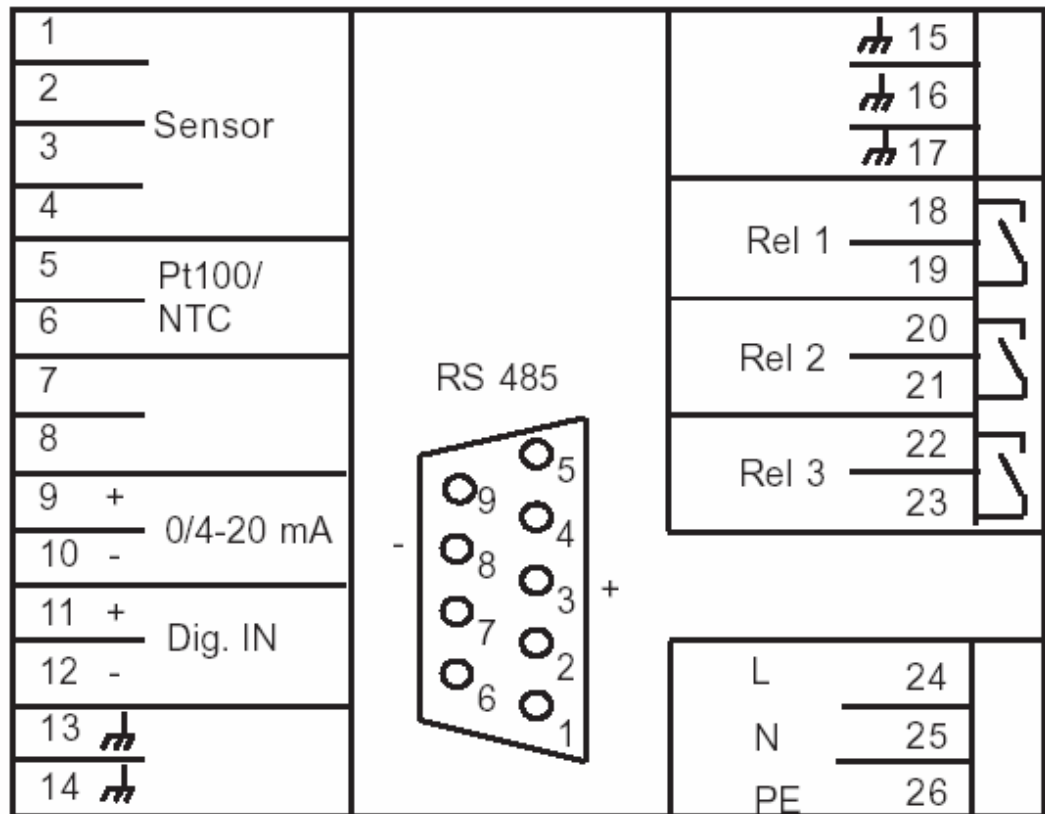 1
2
Sensor
3
4
5
Pt100/
NTC
6
7
8
9 +
0/4-20 mA
10 -
11 +
Dig. IN
12 -
13
14
RS 485
5
9
4
8
- 
3
+
7
2
6
1
15
16
17
18
Rel 1
19
20
Rel 2
21
22
Rel 3
23
L 24
N 25
PE 26